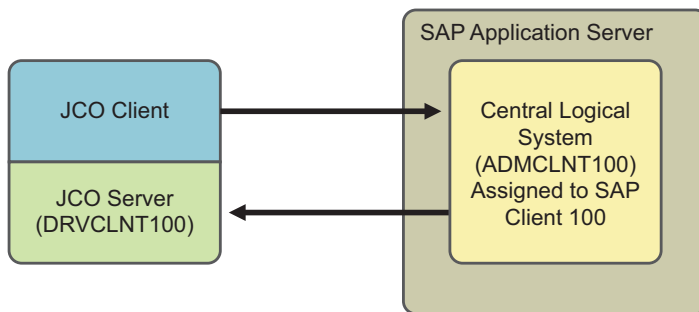 SAP Application Server
JCO Client
Central Logical
System
(ADMCLNT100)
Assigned to SAP
Client 100
JCO Server
(DRVCLNT100)